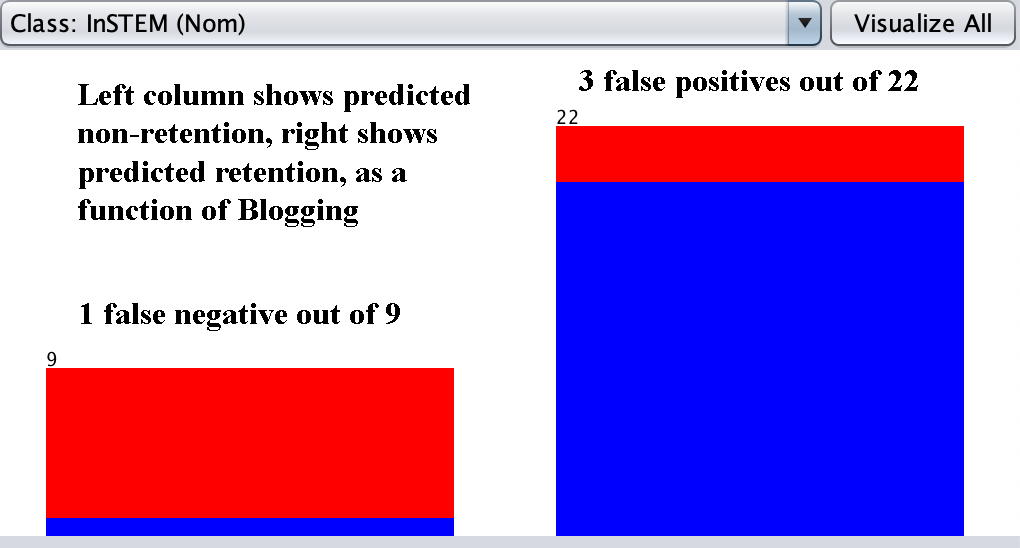 Class: InSTEM (Nom)
Visualize All
Left column shows predicted
non-retention, right shows
predicted retention, as a
function of Blogging
3 false positives out of 22
22
1 false negative out of 9
9